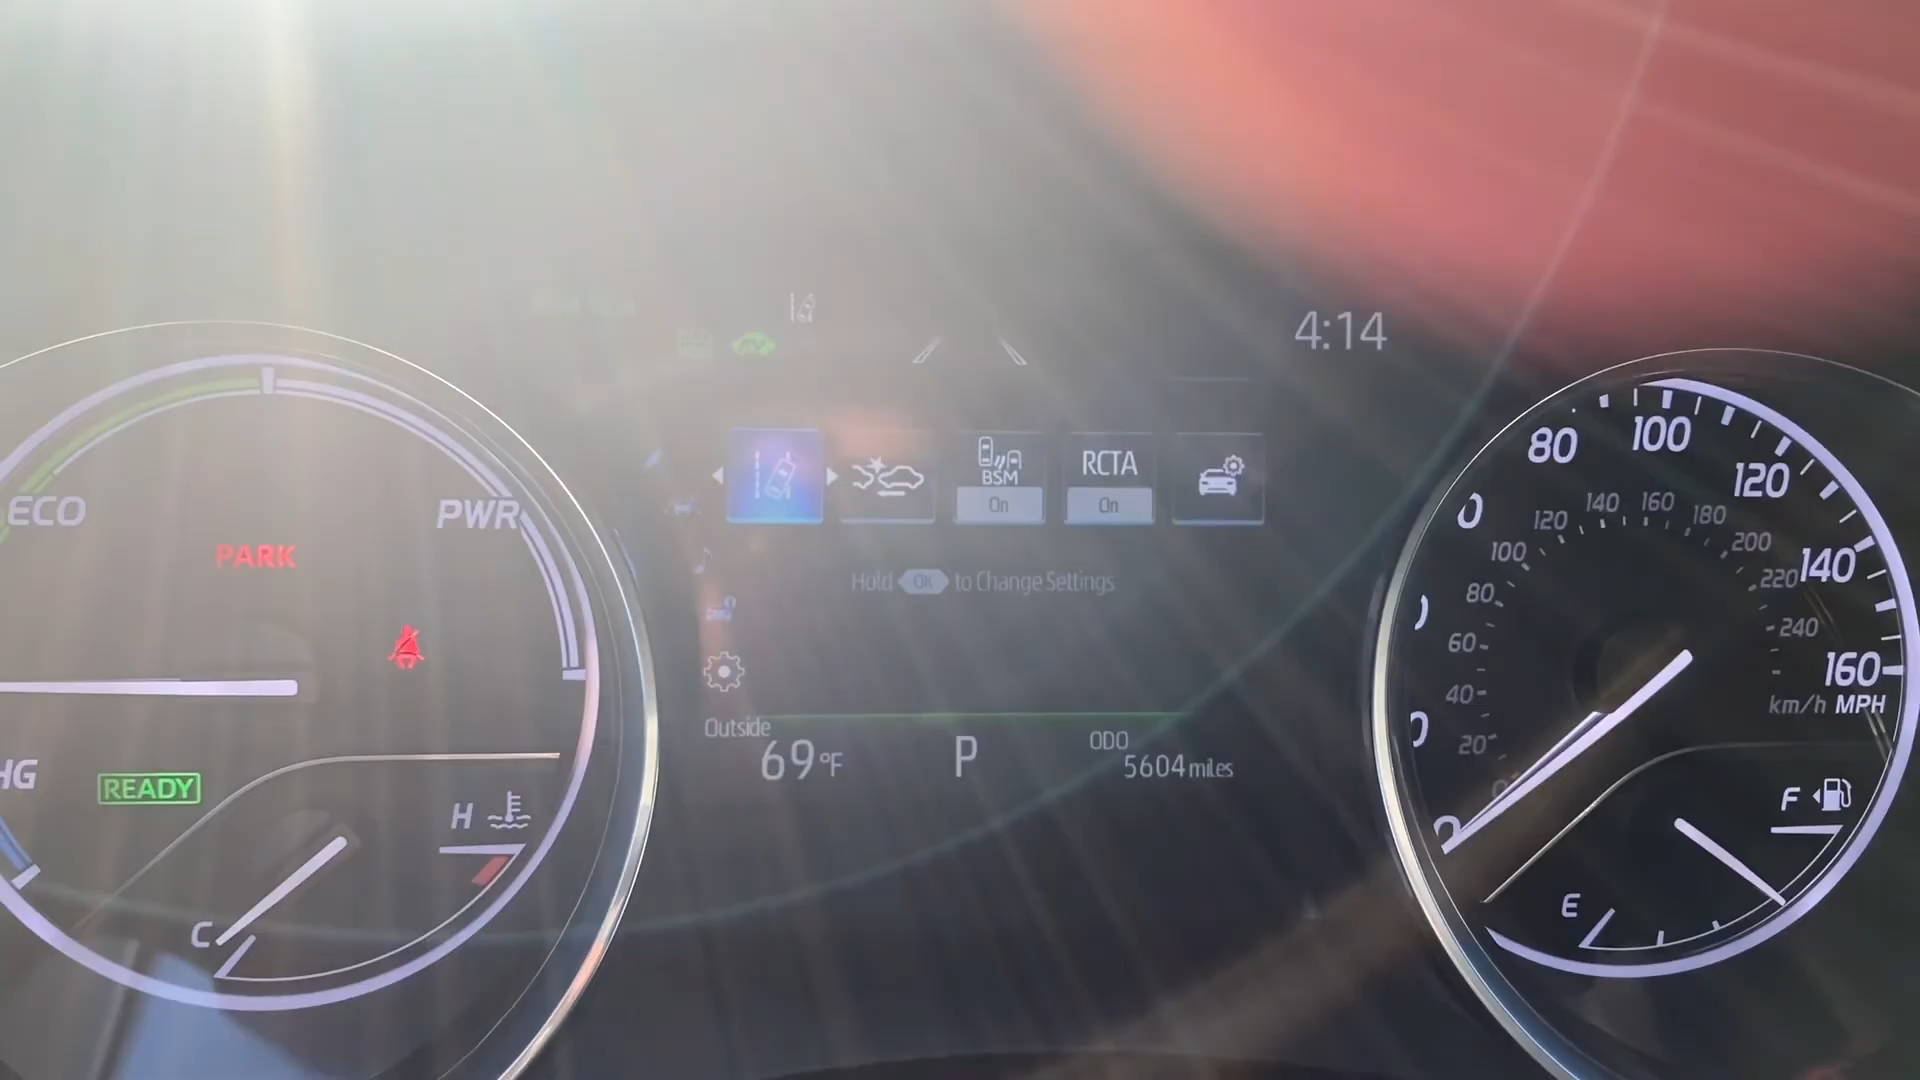 4:14
ECO
PWR
PARK
READY
H
C
BSM
On
RCTA
On
Hold OK to Change Settings
Outside
69°F
P
ODO
5604 miles
80
100
120
140
160
km/h MPH
20
40
60
80
100
120
140
160
180
200
220
240
F
E